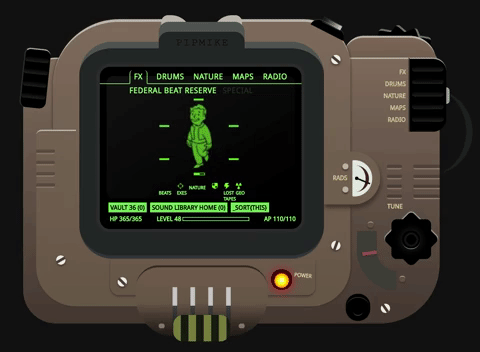 PIPMIKE
FX DRUMS NATURE MAPS RADIO
FEDERAL BEAT RESERVE SPECIAL
BEATS EXES NATURE LOST TAPES GEO
VAULT 36 (0) SOUND LIBRARY HOME (0) _SORT(THIS)
HP 365/365 LEVEL 48 AP 110/110
FX
DRUMS
NATURE
MAPS
RADIO
RADS
TUNE
POWER